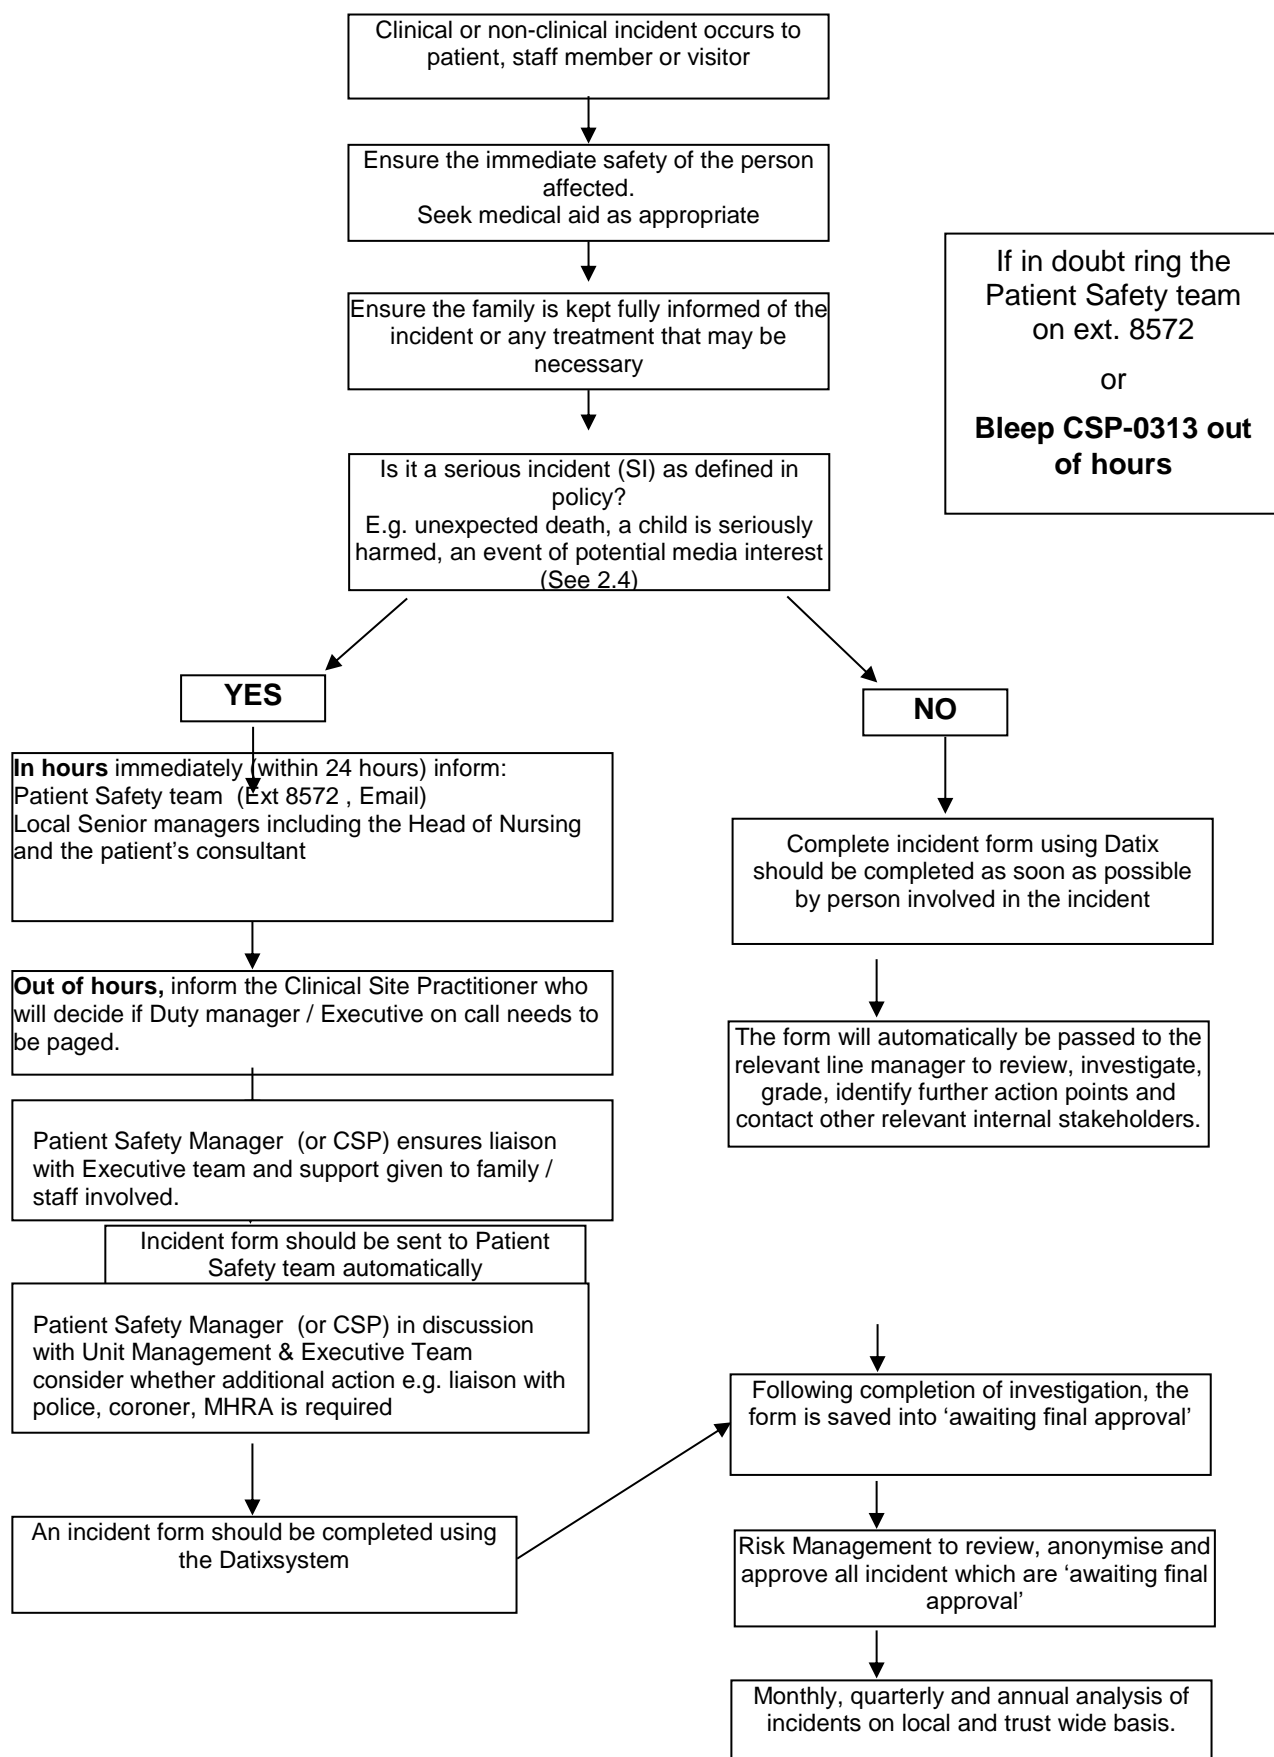 Clinical or non-clinical incident occurs to
patient, staff member or visitor
Ensure the immediate safety of the person
affected.
Seek medical aid as appropriate
Ensure the family is kept fully informed of the
incident or any treatment that may be
necessary
If in doubt ring the
Patient Safety team
on ext. 8572
or
Bleep CSP-0313 out
of hours
Is it a serious incident (SI) as defined in
policy?
E.g. unexpected death, a child is seriously
harmed, an event of potential media interest
(See 2.4)
YES
NO
In hours immediately (within 24 hours) inform:
Patient Safety team (Ext 8572 , Email)
Local Senior managers including the Head of Nursing
and the patient's consultant
Out of hours, inform the Clinical Site Practitioner who
will decide if Duty manager / Executive on call needs to
be paged.
Patient Safety Manager (or CSP) ensures liaison
with Executive team and support given to family /
staff involved.
Incident form should be sent to Patient
Safety team automatically
Patient Safety Manager (or CSP) in discussion
with Unit Management & Executive Team
consider whether additional action e.g. liaison with
police, coroner, MHRA is required
An incident form should be completed using
the Datixsystem
Complete incident form using Datix
should be completed as soon as possible
by person involved in the incident
The form will automatically be passed to the
relevant line manager to review, investigate,
grade, identify further action points and
contact other relevant internal stakeholders.
Following completion of investigation, the
form is saved into ‘awaiting final approval’
Risk Management to review, anonymise and
approve all incident which are ‘awaiting final
approval’
Monthly, quarterly and annual analysis of
incidents on local and trust wide basis.